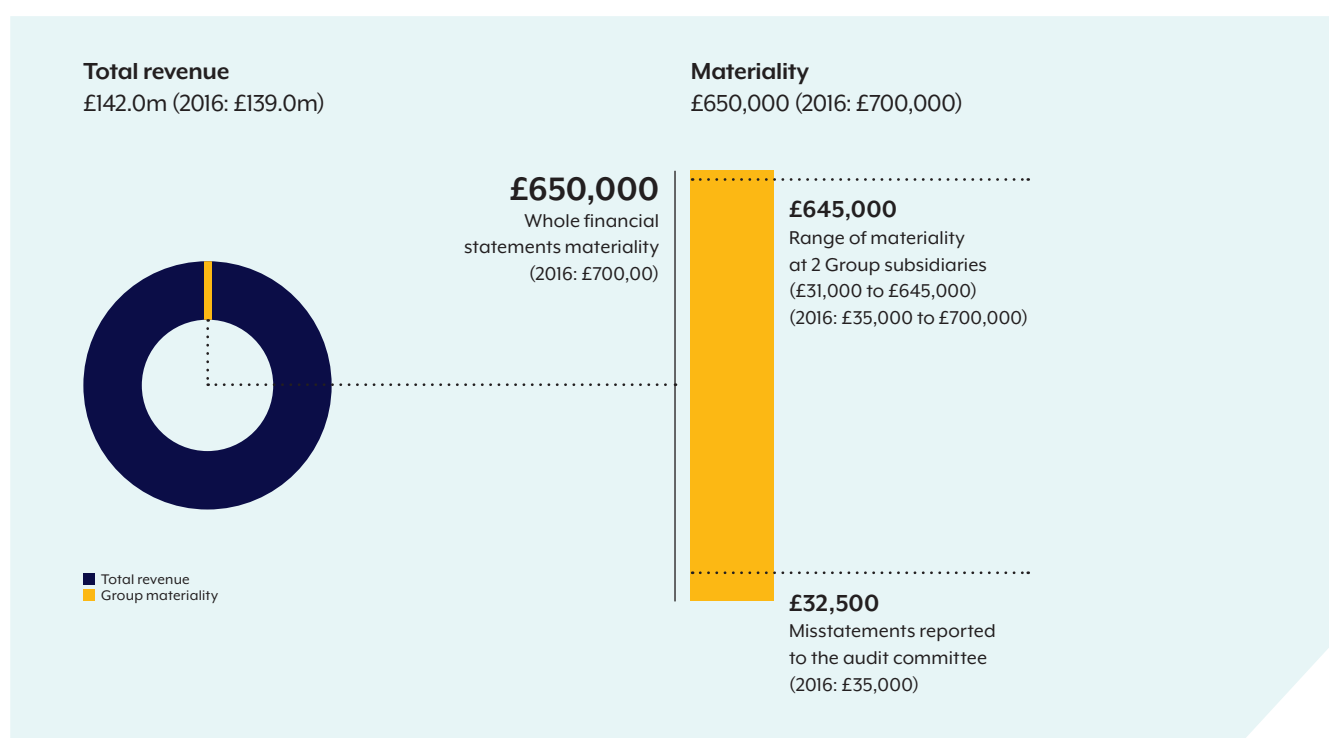 Total revenue
£142.0m (2016: £139.0m)
Materiality
£650,000 (2016: £700,000)
£650,000
Whole financial
statements materiality
(2016: £700,00)
£645,000
Range of materiality
at 2 Group subsidiaries
(£31,000 to £645,000)
(2016: £35,000 to £700,000)
Total revenue
Group materiality
£32,500
Misstatements reported
to the audit committee
(2016: £35,000)